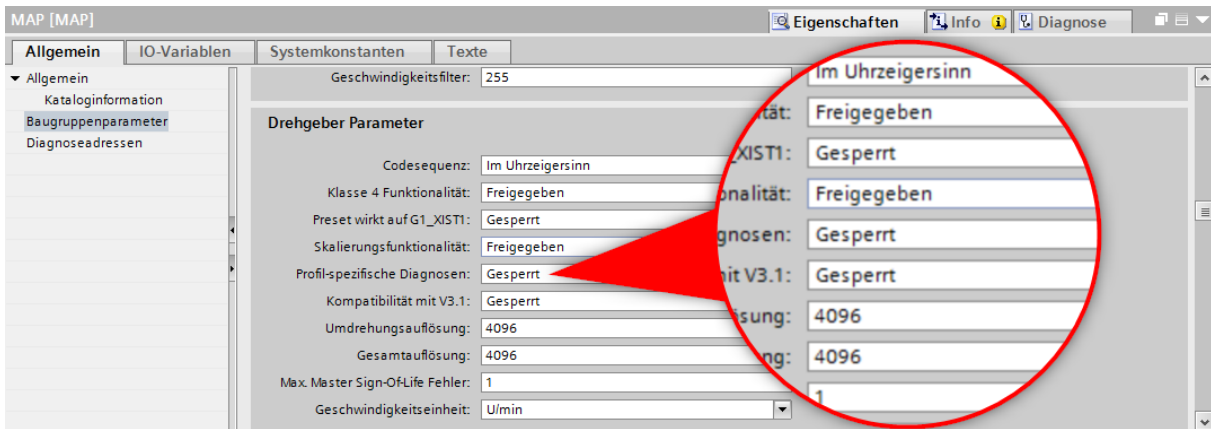 MAP [MAP]
Eigenschaften Info Diagnose
Allgemein IO-Variablen Systemkonstanten Texte
Allgemein
Kataloginformation
Baugruppenparameter
Diagnoseadressen
Geschwindigkeitsfilter: 255
Drehgeber Parameter
Codesequenz: Im Uhrzeigersinn
Klasse 4 Funktionalität: Freigegeben
Preset wirkt auf G1_XIST1: Gesperrt
Skalierungsfunktionalität: Freigegeben
Profil-spezifische Diagnosen: Gesperrt
Kompatibilität mit V3.1: Gesperrt
Umdrehungsauflösung: 4096
Gesamtauflösung: 4096
Max. Master Sign-Of-Life Fehler: 1
Geschwindigkeitseinheit: U/min
Im Uhrzeigersinn
tät: Freigegeben
_XIST1: Gesperrt
onalität: Freigegeben
gnosen: Gesperrt
mit V3.1: Gesperrt
sung: 4096
ng: 4096
1